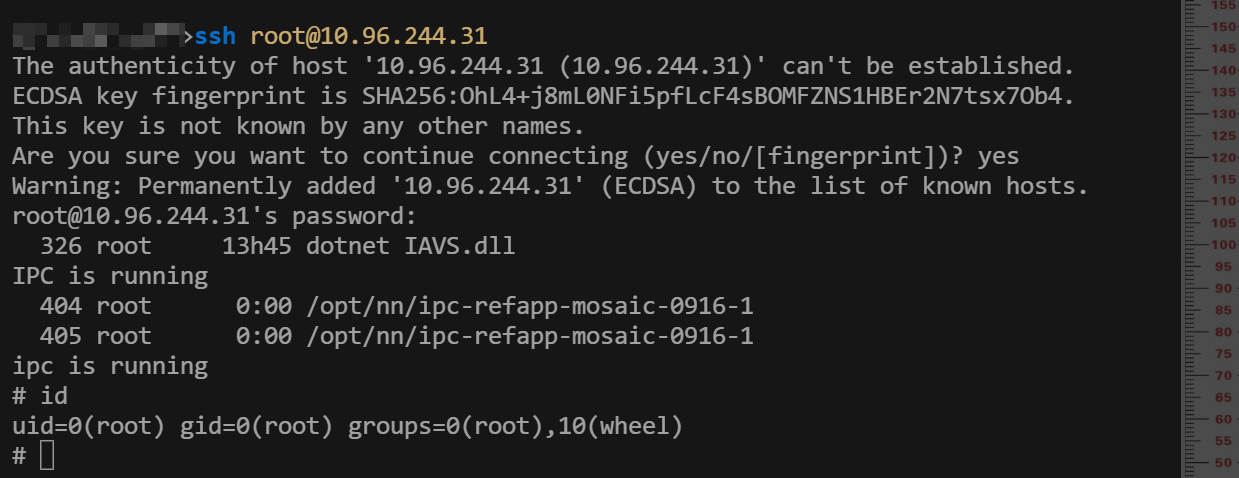 >ssh root@10.96.244.31
The authenticity of host '10.96.244.31 (10.96.244.31)' can't be established.
ECDSA key fingerprint is SHA256:OhL4+j8mL0NFi5pfLcF4sBOMFZNS1HBEr2N7tsx7Ob4.
This key is not known by any other names.
Are you sure you want to continue connecting (yes/no/[fingerprint])? yes
Warning: Permanently added '10.96.244.31' (ECDSA) to the list of known hosts.
root@10.96.244.31's password:
  326 root     13h45 dotnet IAVS.dll
IPC is running
  404 root      0:00 /opt/nn/ipc-refapp-mosaic-0916-1
  405 root      0:00 /opt/nn/ipc-refapp-mosaic-0916-1
ipc is running
# id
uid=0(root) gid=0(root) groups=0(root),10(wheel)
#
155
150
145
140
135
130
125
120
115
110
105
100
95
90
85
80
75
70
65
60
55
50